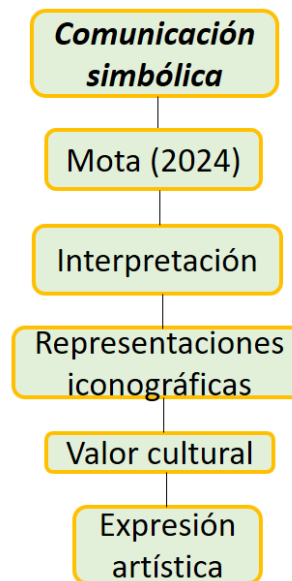 Comunicación
simbólica
Mota (2024)
Interpretación
Representaciones
iconográficas
Valor cultural
Expresión
artística